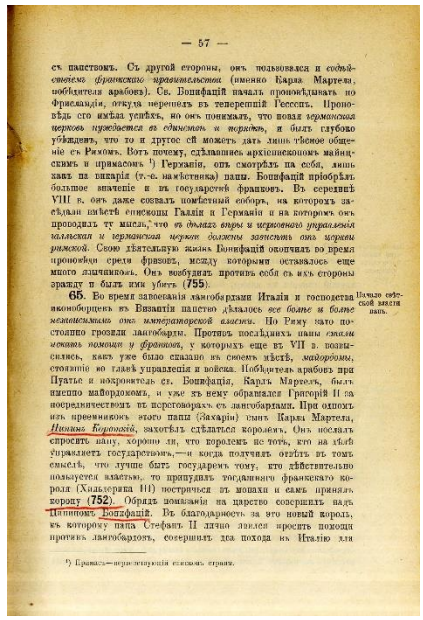 — 57 —
съ папствомъ. Съ другой стороны, онъ пользовался и содѣй-
ствіемъ франкскаго правительства (именно Карла Мартела,
побѣдителя арабовъ). Св. Бонифацій началъ проповѣдывать во
Фрисландіи, откуда перешелъ въ теперешній Гессенъ. Пропо-
вѣдь его имѣла успѣхъ, но онъ понималъ, что новая германская
церковь нуждается въ единствѣ и порядкѣ, и былъ глубоко
убѣжденъ, что то и другое ей можетъ дать лишь тѣсное обще-
ніе съ Римомъ. Вотъ почему, сдѣлавшись архіепископомъ майнц-
скимъ и примасомъ ¹) Германіи, онъ смотрѣлъ на себя, лишь
какъ на викарія (т.-е. намѣстника) папы. Бонифацій пріобрѣлъ
большое значеніе и въ государствѣ франковъ. Въ серединѣ
VIII в. онъ даже созвалъ помѣстный соборъ, на которомъ за-
сѣдали вмѣстѣ епископы Галліи и Германіи и на которомъ онъ
проводилъ ту мысль, что въ дѣлахъ вѣры и церковнаго управленія
галльская и германская церкви должны зависѣть отъ церкви
римской. Свою дѣятельную жизнь Бонифацій окончилъ во время
проповѣди среди фризовъ, между которыми оставалось еще
много язычниковъ. Онъ возбудилъ противъ себя съ ихъ стороны
вражду и былъ ими убитъ (755).
65. Во время завоеванія лангобардами Италіи и господства
иконоборцевъ въ Византіи папство дѣлалось все болѣе и болѣе
независимымъ отъ императорской власти. Но Риму зато по-
стоянно грозили лангобарды. Противъ послѣднихъ папы стали
искать помощи у франковъ, у которыхъ еще въ VII в. возвы-
сились, какъ уже было сказано въ своемъ мѣстѣ, майордомы,
стоявшіе во главѣ управленія и войска. Побѣдитель арабовъ при
Пуатье и покровитель св. Бонифація, Карлъ Мартелъ, былъ
именно майордомомъ, и уже къ нему обращался Григорій II за
посредничествомъ въ переговорахъ съ лангобардами. При одномъ
изъ преемниковъ этого папы (Захаріи) сынъ Карла Мартела,
Пипинъ Короткій, захотѣлъ сдѣлаться королемъ. Онъ послалъ
спросить папу, хорошо ли, что королемъ не тотъ, кто на дѣлѣ
управляетъ государствомъ,—и когда получилъ отвѣтъ въ томъ
смыслѣ, что лучше быть государемъ тому, кто дѣйствительно
пользуется властью, то принудилъ тогдашняго франкскаго ко-
роля (Хильдерика III) постричься въ монахи и самъ принялъ
корону (752). Обрядъ помазанія на царство совершилъ надъ
Пипиномъ Бонифацій. Въ благодарность за это новый король,
къ которому папа Стефанъ II лично явился просить помощи
противъ лангобардовъ, совершилъ два похода въ Италію для
Начало свѣт-
ской власти
папъ.
¹) Примасъ—первенствующій епископъ страны.